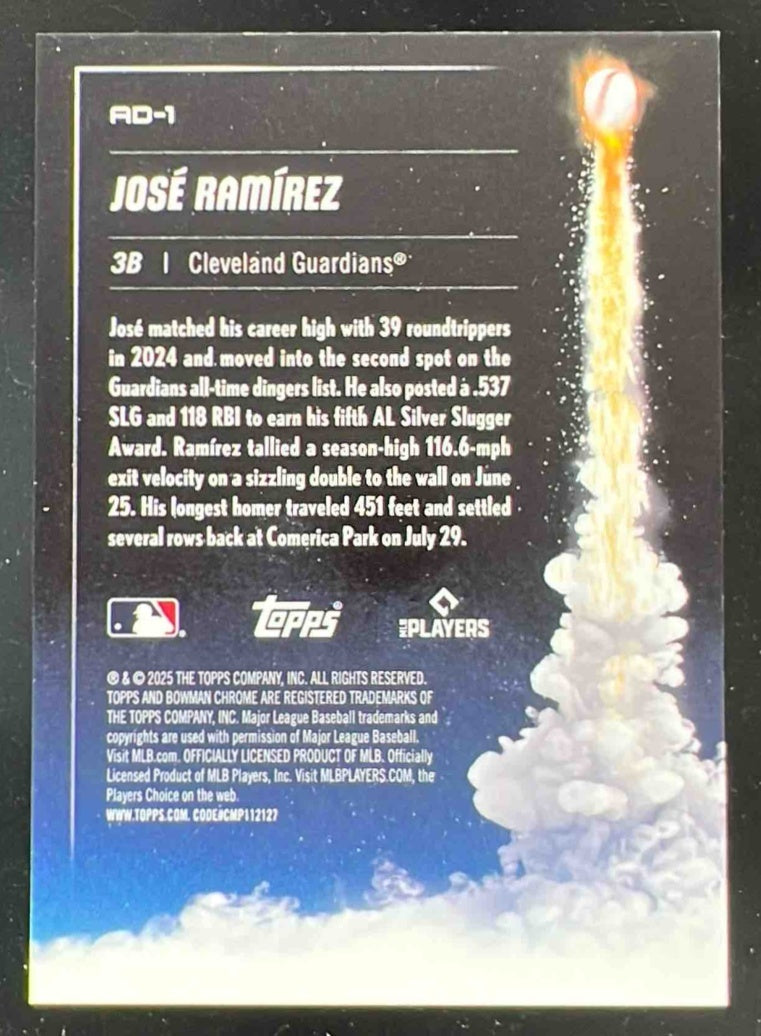 AD-1
JOSÉ RAMÍREZ
3B | Cleveland Guardians®
José matched his career high with 39 roundtrippers
in 2024 and moved into the second spot on the
Guardians all-time dingers list. He also posted a .537
SLG and 118 RBI to earn his fifth AL Silver Slugger
Award. Ramírez tallied a season-high 116.6-mph
exit velocity on a sizzling double to the wall on June
25. His longest homer traveled 451 feet and settled
several rows back at Comerica Park on July 29.
topps® MLB PLAYERS
® & © 2025 THE TOPPS COMPANY, INC. ALL RIGHTS RESERVED.
TOPPS AND BOWMAN CHROME ARE REGISTERED TRADEMARKS OF
THE TOPPS COMPANY, INC. Major League Baseball trademarks and
copyrights are used with permission of Major League Baseball.
Visit MLB.com. OFFICIALLY LICENSED PRODUCT OF MLB. Officially
Licensed Product of MLB Players, Inc. Visit MLBPLAYERS.COM, the
Players Choice on the web.
WWW.TOPPS.COM. CODE#CMP112127